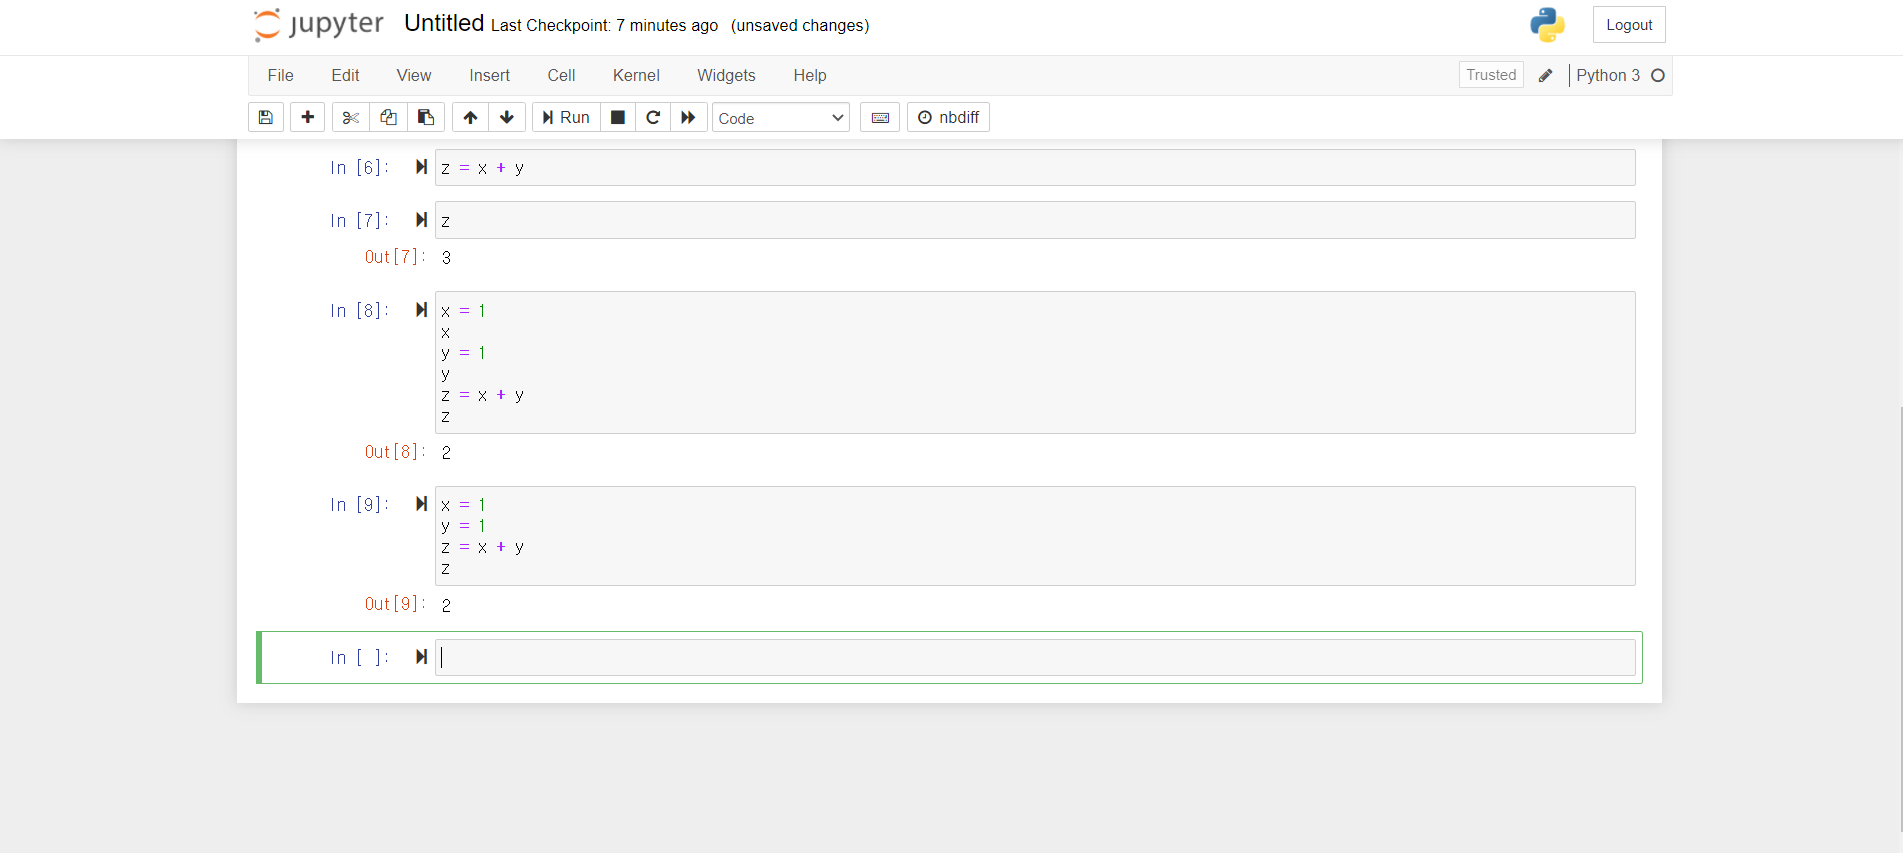 jupyter Untitled Last Checkpoint: 7 minutes ago (unsaved changes) Logout
File Edit View Insert Cell Kernel Widgets Help Trusted Python 3
Run Code nbdiff
In [6]: z = x + y
In [7]: z
Out[7]: 3
In [8]: x = 1
x
y = 1
y
z = x + y
z
Out[8]: 2
In [9]: x = 1
y = 1
z = x + y
z
Out[9]: 2
In [ ]: